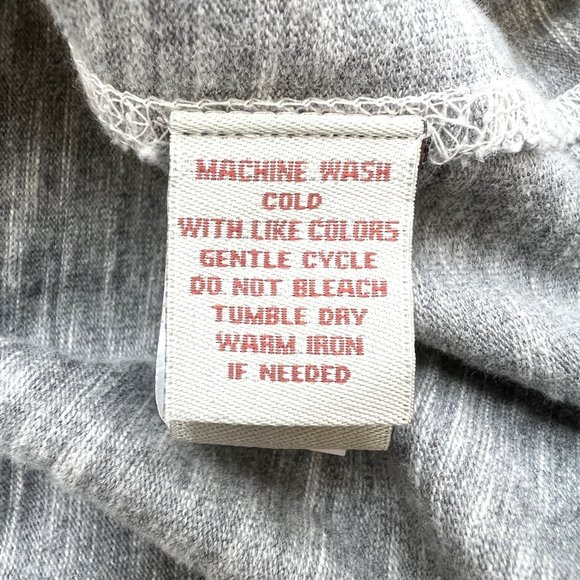 MACHINE WASH
COLD
WITH LIKE COLORS
GENTLE CYCLE
DO NOT BLEACH
TUMBLE DRY
WARM IRON
IF NEEDED